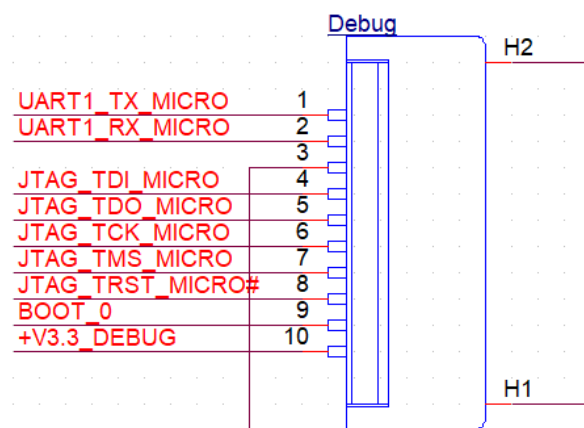 Debug
H2
UART1_TX_MICRO 1
UART1_RX_MICRO 2
3
JTAG_TDI_MICRO 4
JTAG_TDO_MICRO 5
JTAG_TCK_MICRO 6
JTAG_TMS_MICRO 7
JTAG_TRST_MICRO# 8
BOOT_0 9
+V3.3_DEBUG 10
H1